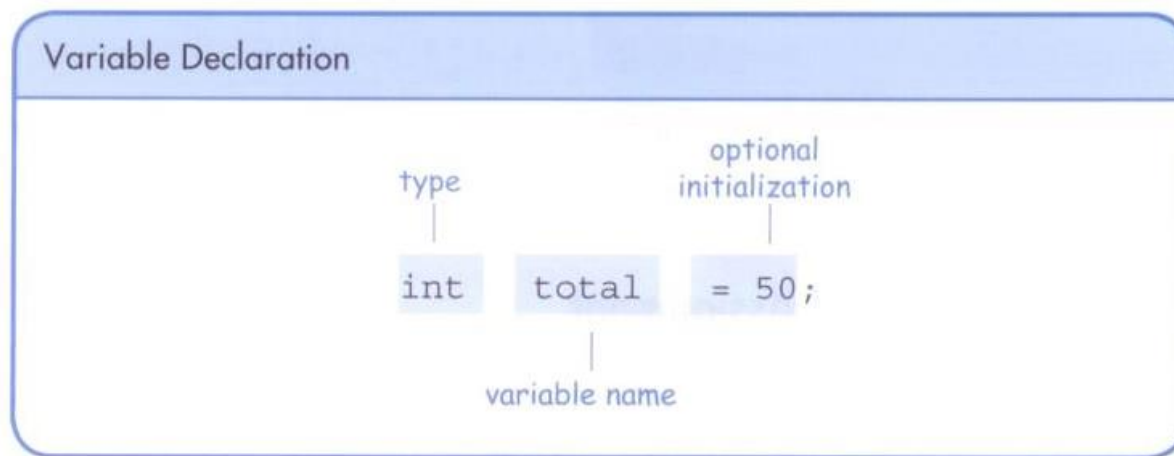 Variable Declaration
optional
type
initialization
int total = 50;
variable name